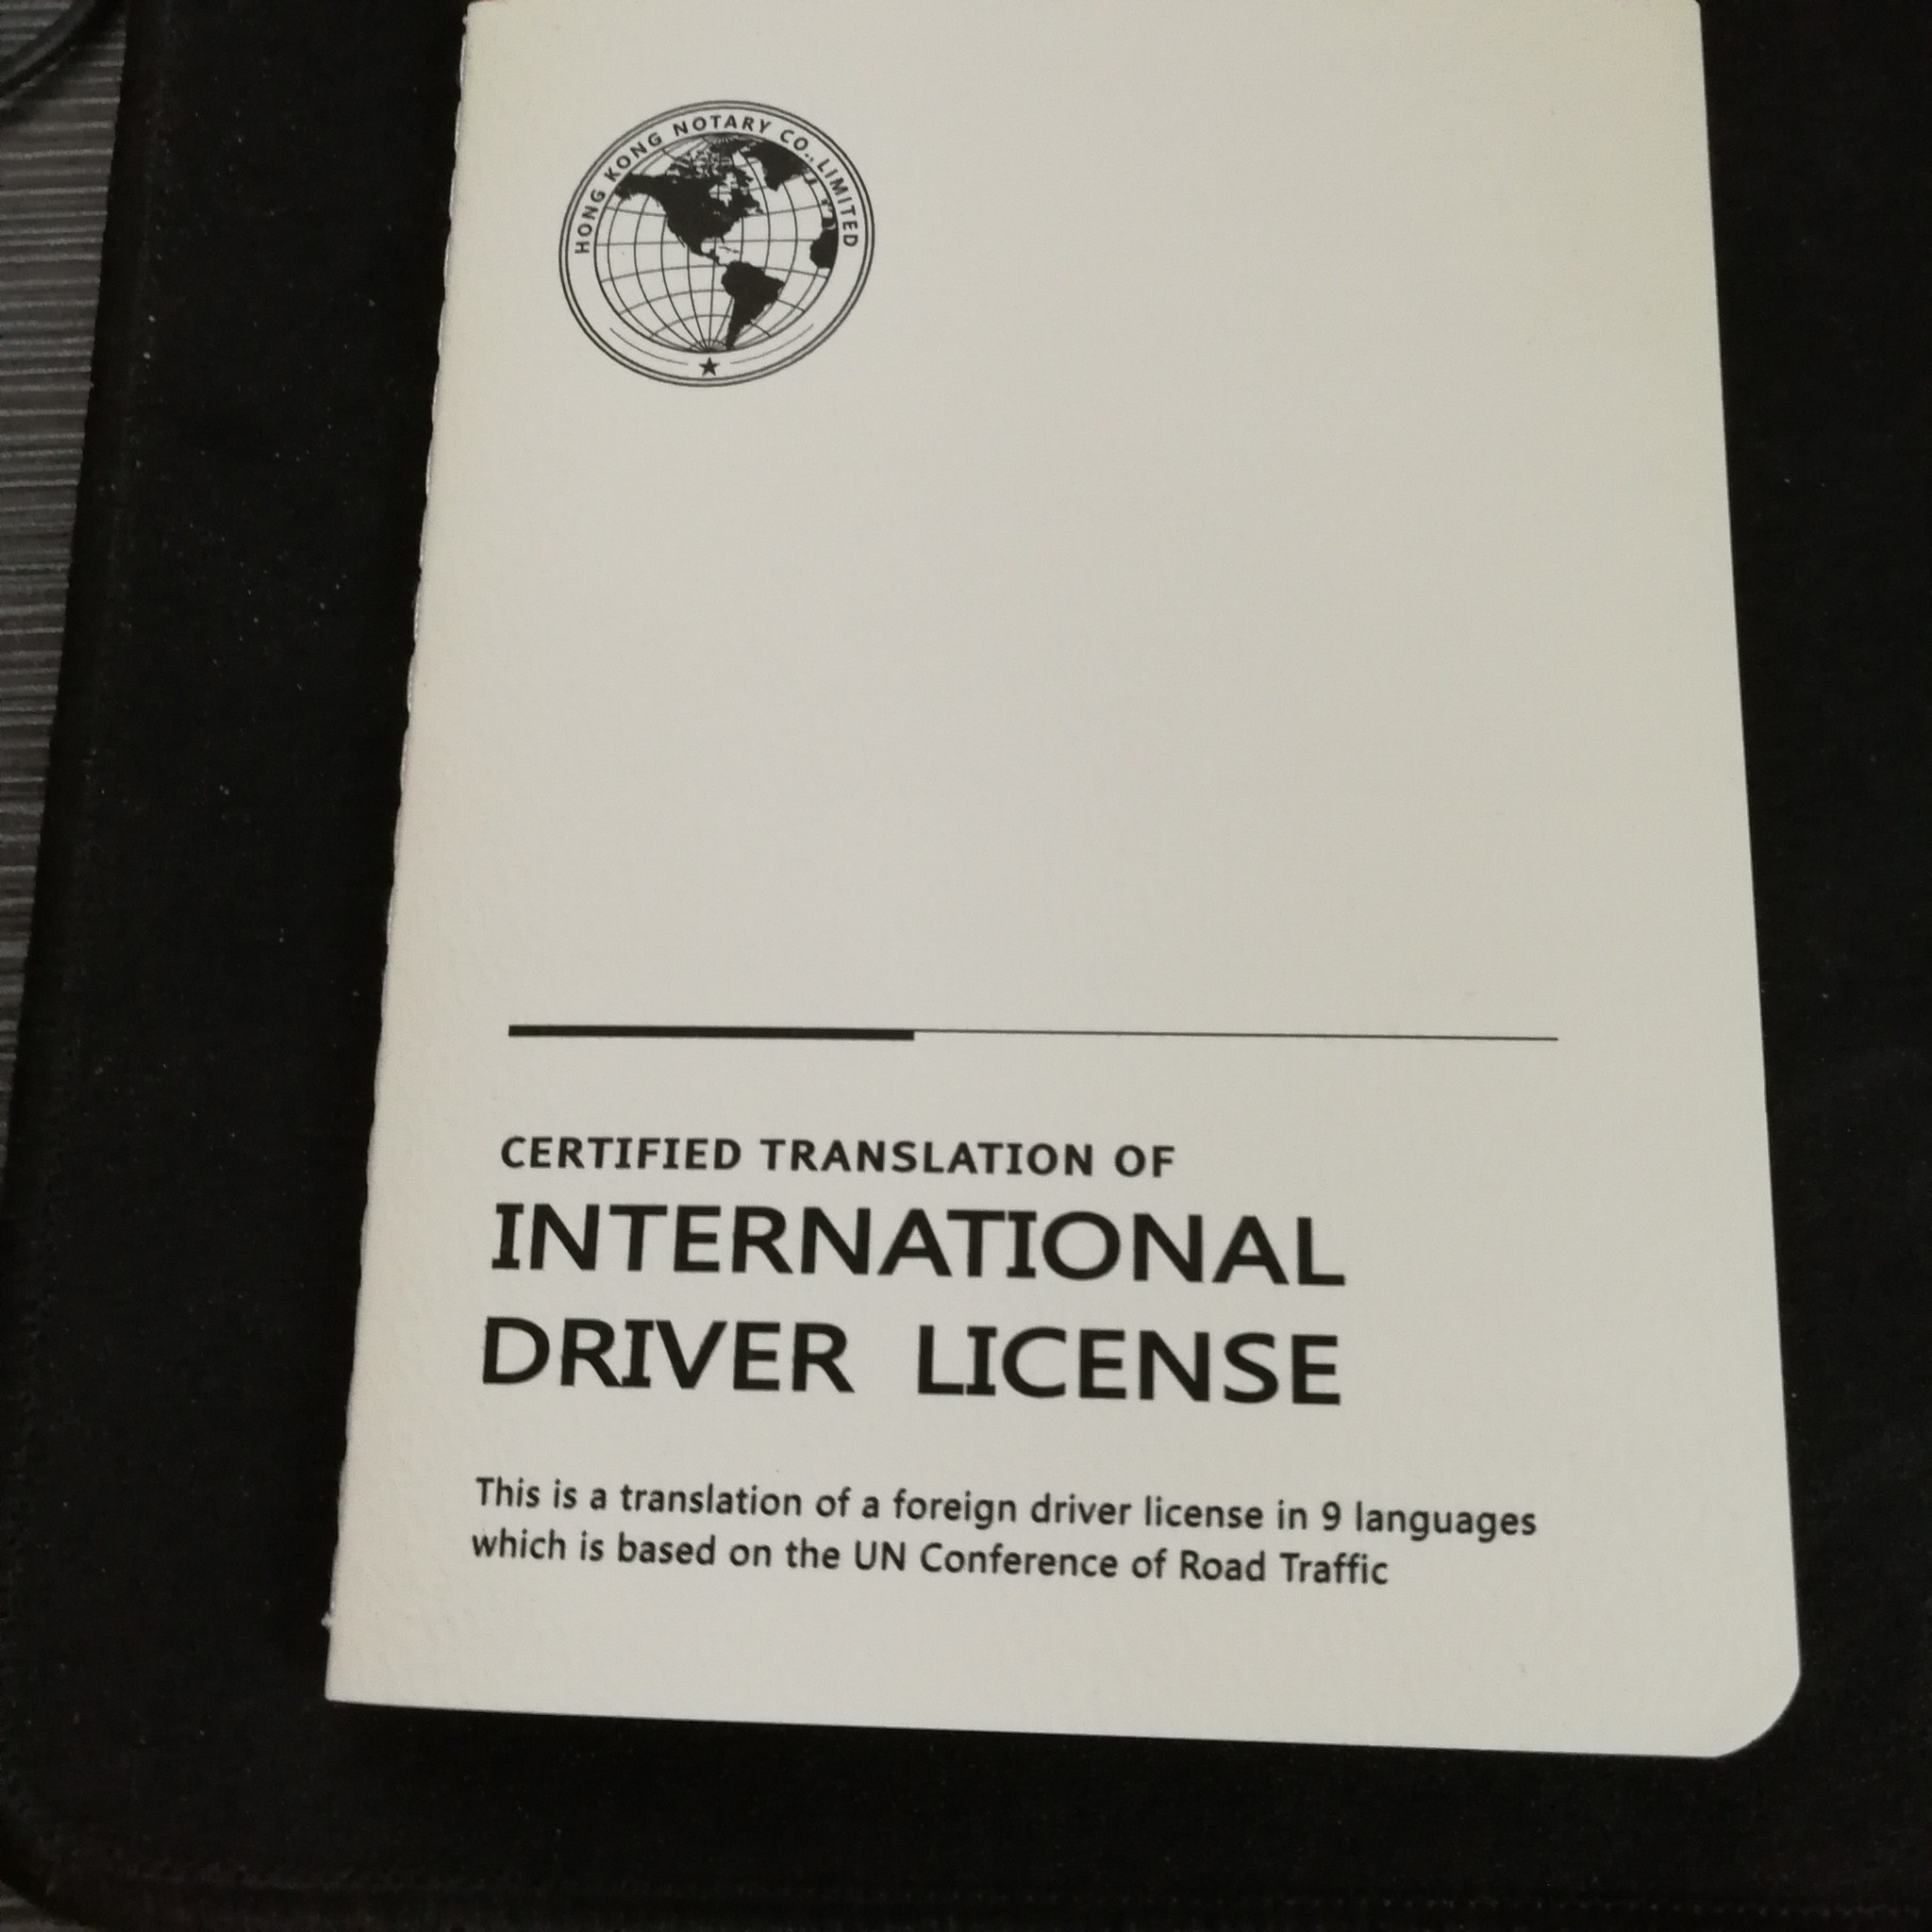 HONG KONG NOTARY CO., LIMITED
CERTIFIED TRANSLATION OF
INTERNATIONAL
DRIVER LICENSE
This is a translation of a foreign driver license in 9 languages
which is based on the UN Conference of Road Traffic